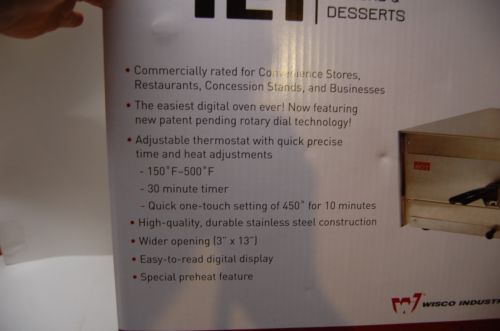 DESSERTS
• Commercially rated for Convenience Stores,
Restaurants, Concession Stands, and Businesses
• The easiest digital oven ever! Now featuring
new patent pending rotary dial technology!
• Adjustable thermostat with quick precise
time and heat adjustments
- 150˚F–500˚F
- 30 minute timer
- Quick one-touch setting of 450˚ for 10 minutes
• High-quality, durable stainless steel construction
• Wider opening (3” x 13”)
• Easy-to-read digital display
• Special preheat feature
WISCO INDUST